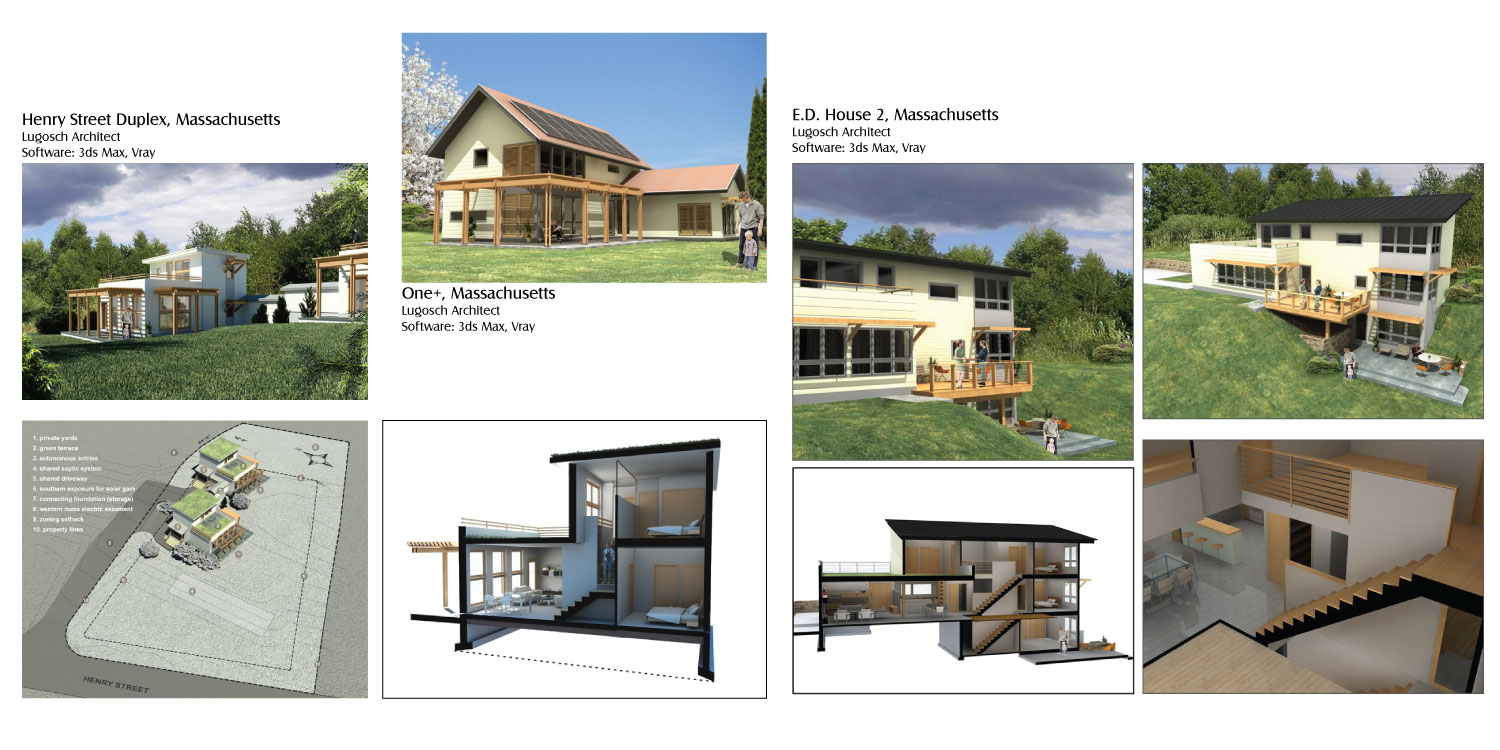 Henry Street Duplex, Massachusetts
Lugosch Architect
Software: 3ds Max, Vray
One+, Massachusetts
Lugosch Architect
Software: 3ds Max, Vray
E.D. House 2, Massachusetts
Lugosch Architect
Software: 3ds Max, Vray
1. private yards
2. green terrace
3. autonomous entries
4. shared septic system
5. shared driveway
6. southern exposure for solar gain
7. connecting foundation (storage)
8. western mass electric easement
9. zoning setback
10. property lines
HENRY STREET